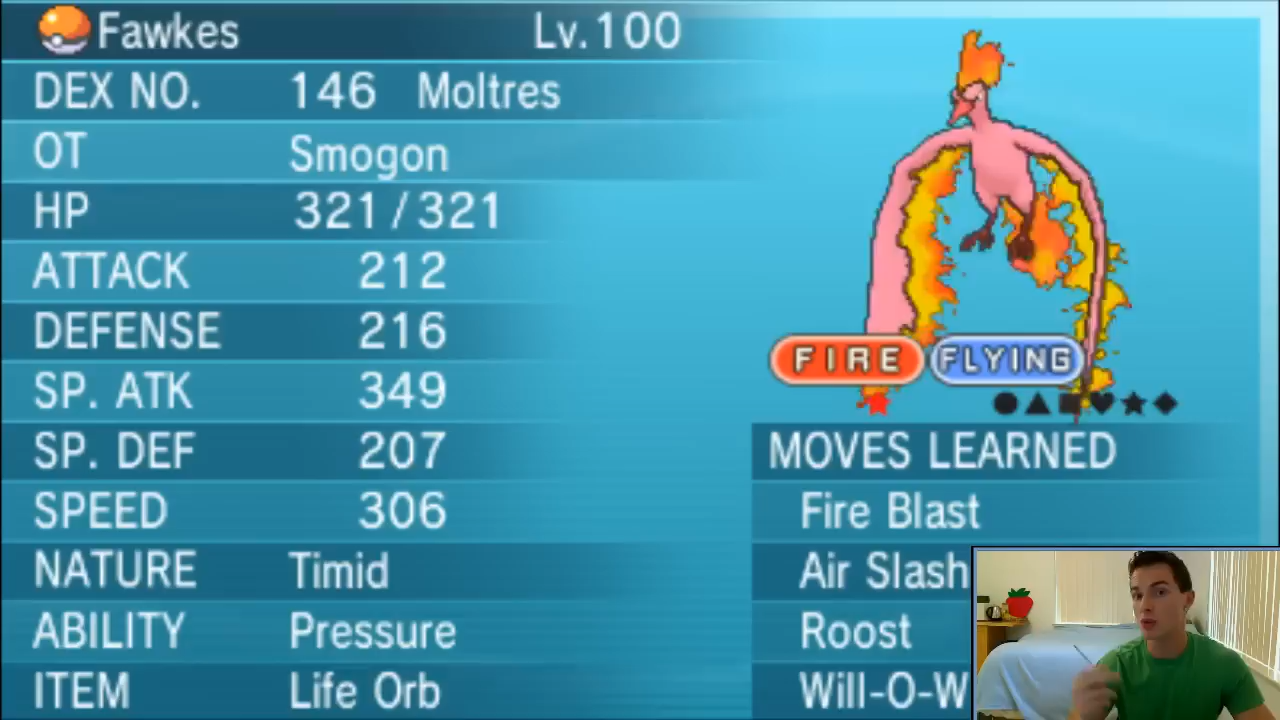 Fawkes Lv.100
DEX NO. 146 Moltres
OT Smogon
HP 321/321
ATTACK 212
DEFENSE 216
SP. ATK 349
SP. DEF 207
SPEED 306
NATURE Timid
ABILITY Pressure
ITEM Life Orb
FIRE FLYING
MOVES LEARNED
Fire Blast
Air Slash
Roost
Will-O-W